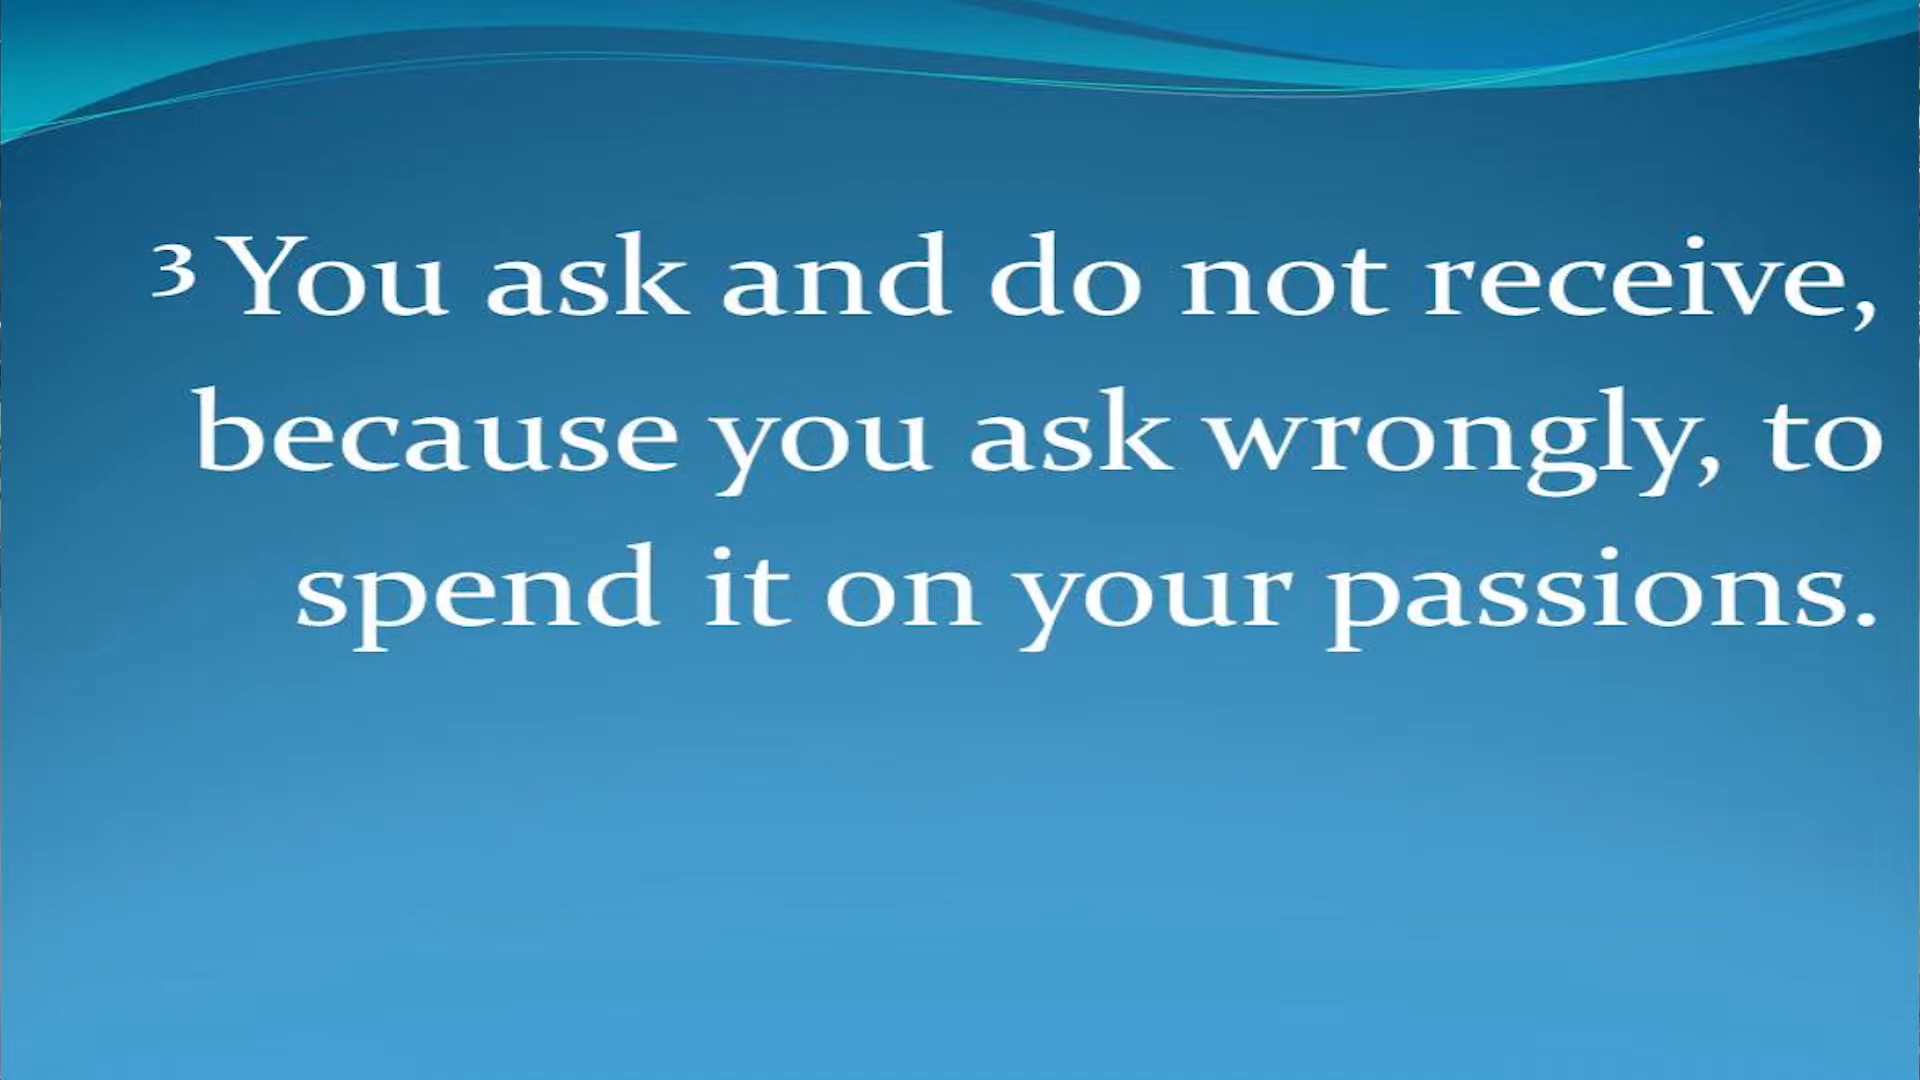 ³ You ask and do not receive,
because you ask wrongly, to
spend it on your passions.